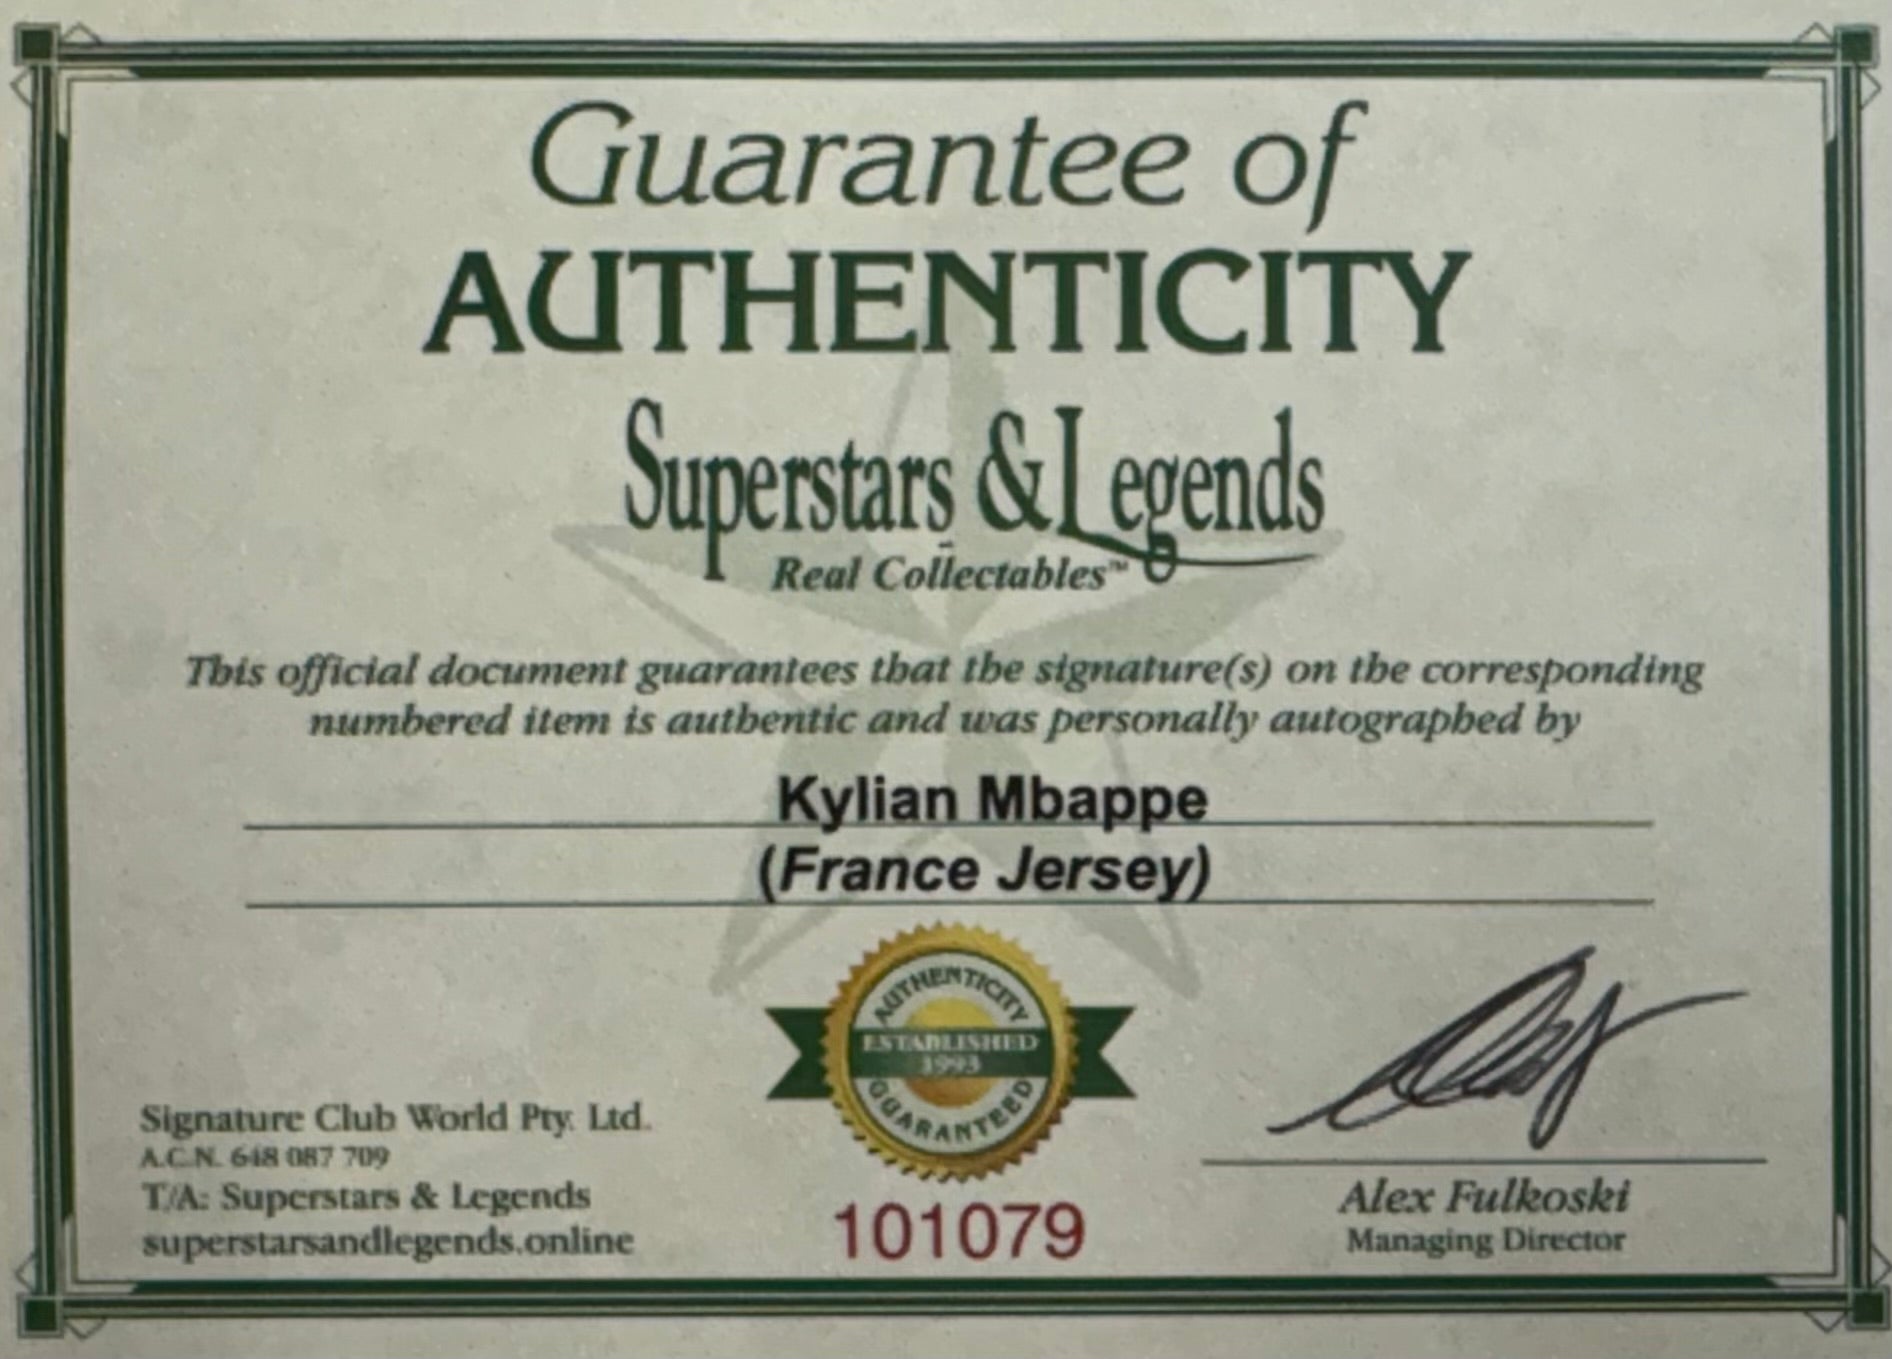 Guarantee of
AUTHENTICITY
Superstars & Legends
Real Collectables™
This official document guarantees that the signature(s) on the corresponding
numbered item is authentic and was personally autographed by
Kylian Mbappe
(France Jersey)
AUTHENTICITY
ESTABLISHED
1993
GUARANTEED
Signature Club World Pty. Ltd.
A.C.N. 648 087 709
T/A: Superstars & Legends
superstarsandlegends.online
101079
Alex Fulkoski
Managing Director